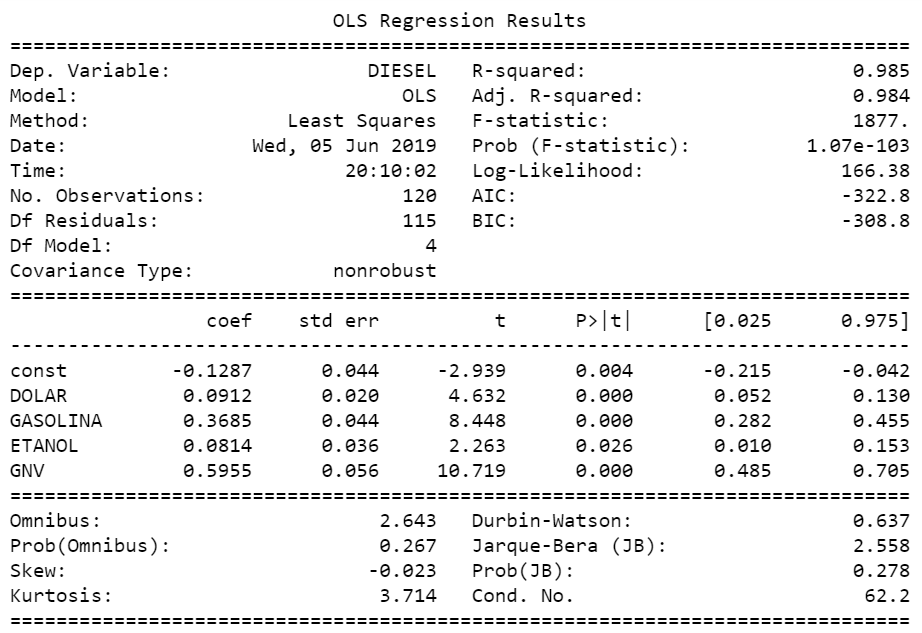 OLS Regression Results
==============================================================================
Dep. Variable:                 DIESEL   R-squared:                       0.985
Model:                            OLS   Adj. R-squared:                  0.984
Method:                 Least Squares   F-statistic:                     1877.
Date:                Wed, 05 Jun 2019   Prob (F-statistic):          1.07e-103
Time:                        20:10:02   Log-Likelihood:                 166.38
No. Observations:                 120   AIC:                            -322.8
Df Residuals:                     115   BIC:                            -308.8
Df Model:                           4
Covariance Type:            nonrobust
==============================================================================
                 coef    std err          t      P>|t|      [0.025      0.975]
------------------------------------------------------------------------------
const         -0.1287      0.044     -2.939      0.004      -0.215      -0.042
DOLAR          0.0912      0.020      4.632      0.000       0.052       0.130
GASOLINA       0.3685      0.044      8.448      0.000       0.282       0.455
ETANOL         0.0814      0.036      2.263      0.026       0.010       0.153
GNV            0.5955      0.056     10.719      0.000       0.485       0.705
==============================================================================
Omnibus:                        2.643   Durbin-Watson:                   0.637
Prob(Omnibus):                  0.267   Jarque-Bera (JB):                2.558
Skew:                          -0.023   Prob(JB):                        0.278
Kurtosis:                       3.714   Cond. No.                         62.2
==============================================================================